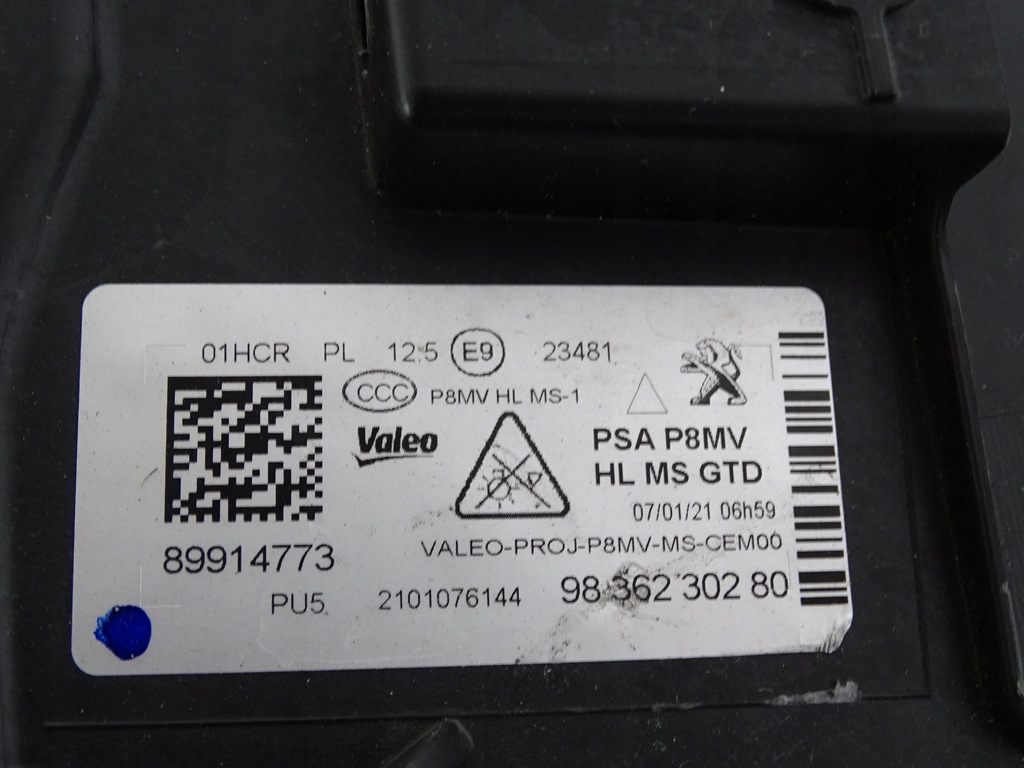 01HCR PL 12.5 E9 23481
CCC P8MV HL MS-1
Valeo
PSA P8MV
HL MS GTD
07/01/21 06h59
VALEO-PROJ-P8MV-MS-CEM00
89914773
PU5 2101076144 98 362 302 80